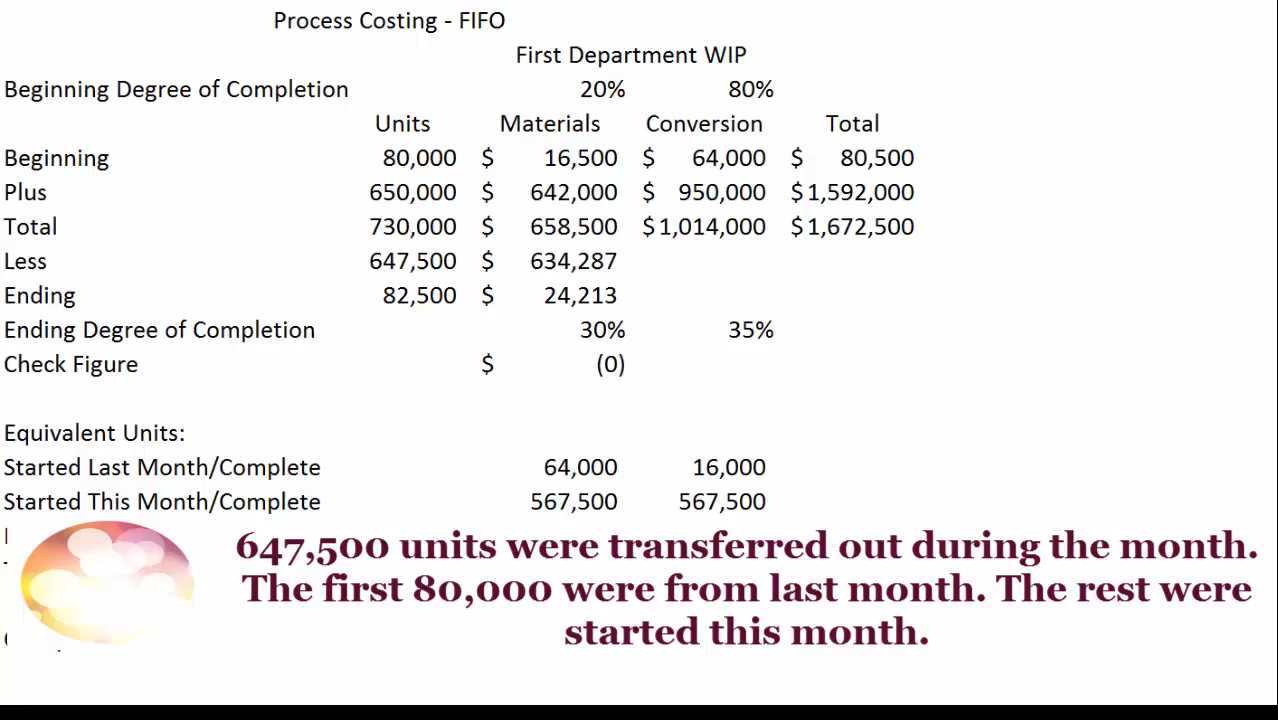 Process Costing - FIFO
First Department WIP
Beginning Degree of Completion 20% 80%
Units Materials Conversion Total
Beginning 80,000 $ 16,500 $ 64,000 $ 80,500
Plus 650,000 $ 642,000 $ 950,000 $ 1,592,000
Total 730,000 $ 658,500 $ 1,014,000 $ 1,672,500
Less 647,500 $ 634,287
Ending 82,500 $ 24,213
Ending Degree of Completion 30% 35%
Check Figure $ (0)
Equivalent Units:
Started Last Month/Complete 64,000 16,000
Started This Month/Complete 567,500 567,500
647,500 units were transferred out during the month.
The first 80,000 were from last month. The rest were
started this month.